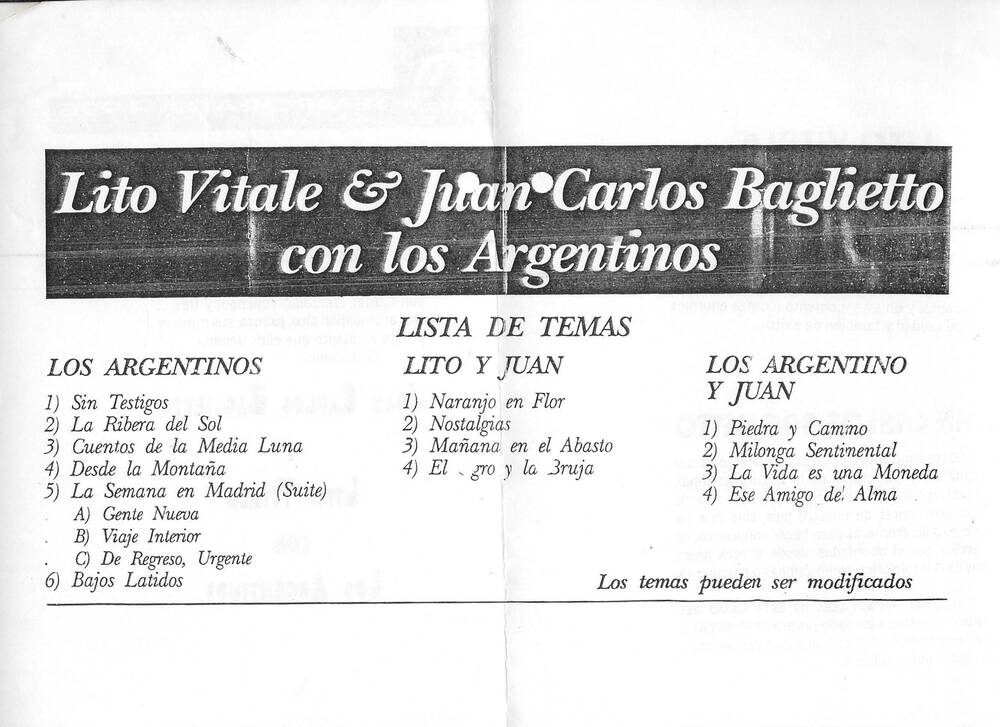 Lito Vitale & Juan Carlos Baglietto
con los Argentinos
LISTA DE TEMAS
LOS ARGENTINOS
1) Sin Testigos
2) La Ribera del Sol
3) Cuentos de la Media Luna
4) Desde la Montaña
5) La Semana en Madrid (Suite)
A) Gente Nueva
B) Viaje Interior
C) De Regreso, Urgente
6) Bajos Latidos
LITO Y JUAN
1) Naranjo en Flor
2) Nostalgias
3) Mañana en el Abasto
4) El gro y la Bruja
LOS ARGENTINO
Y JUAN
1) Piedra y Camino
2) Milonga Sentinental
3) La Vida es una Moneda
4) Ese Amigo del Alma
Los temas pueden ser modificados